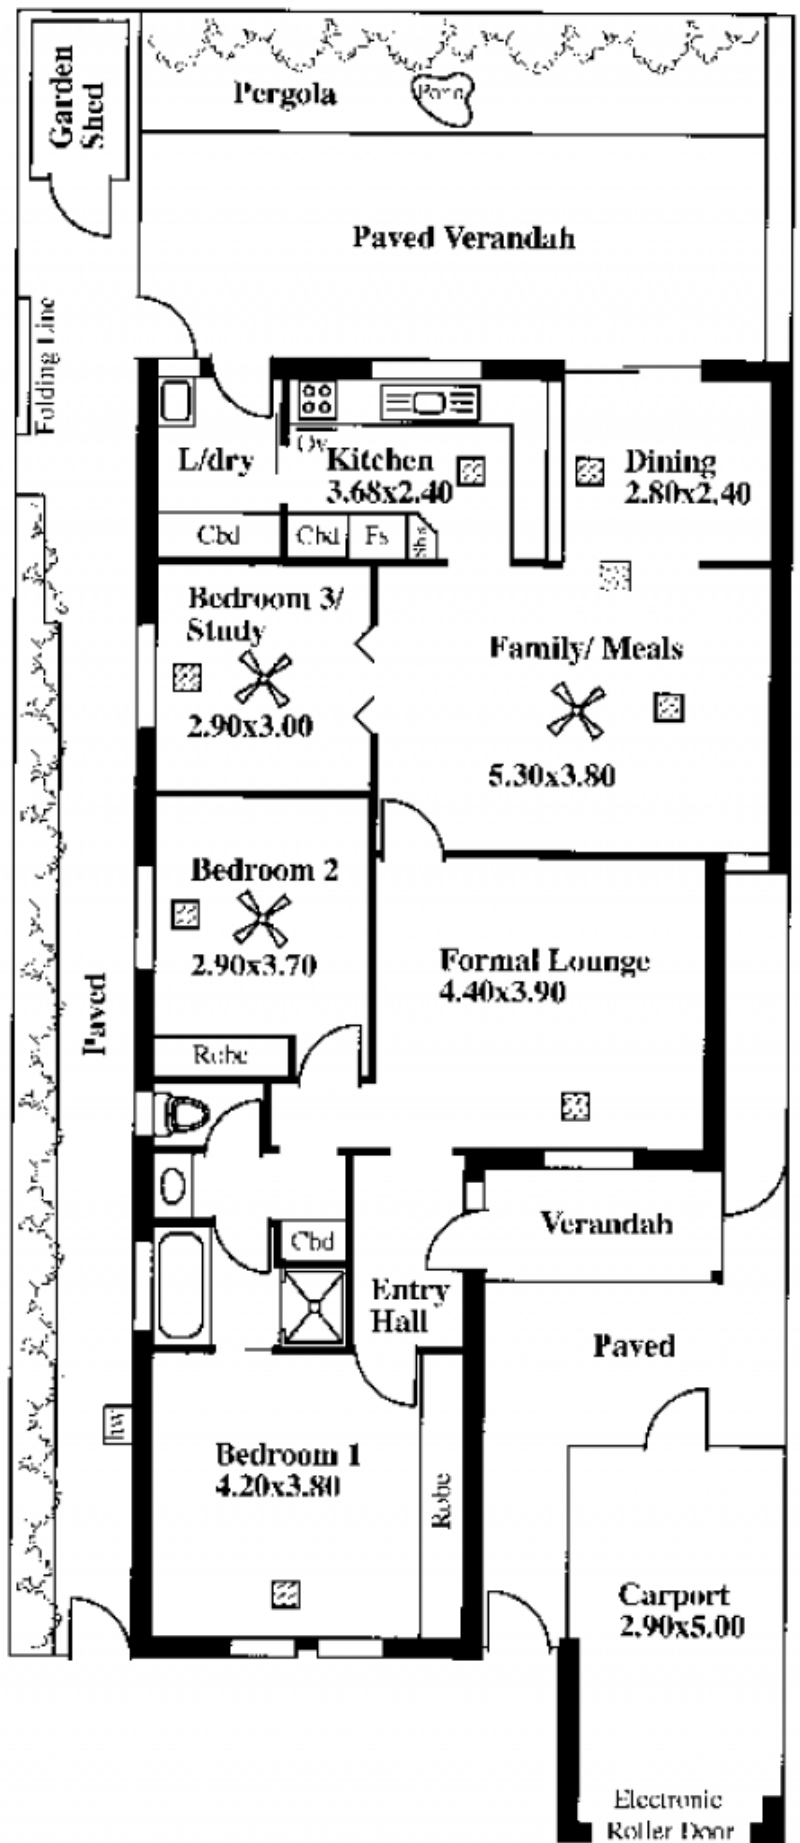 Garden
Shed
Pergola
Pond
Paved Verandah
Folding Line
L/dry
Ov
Kitchen
3.68x2.40
Dining
2.80x2.40
Cbd
Cbd
Fs
Bedroom 3/
Study
2.90x3.00
Family/ Meals
5.30x3.80
Bedroom 2
2.90x3.70
Formal Lounge
4.40x3.90
Paved
Robe
Verandah
Cbd
Entry
Hall
Paved
hw
Bedroom 1
4.20x3.80
Robe
Carport
2.90x5.00
Electronic
Roller Door